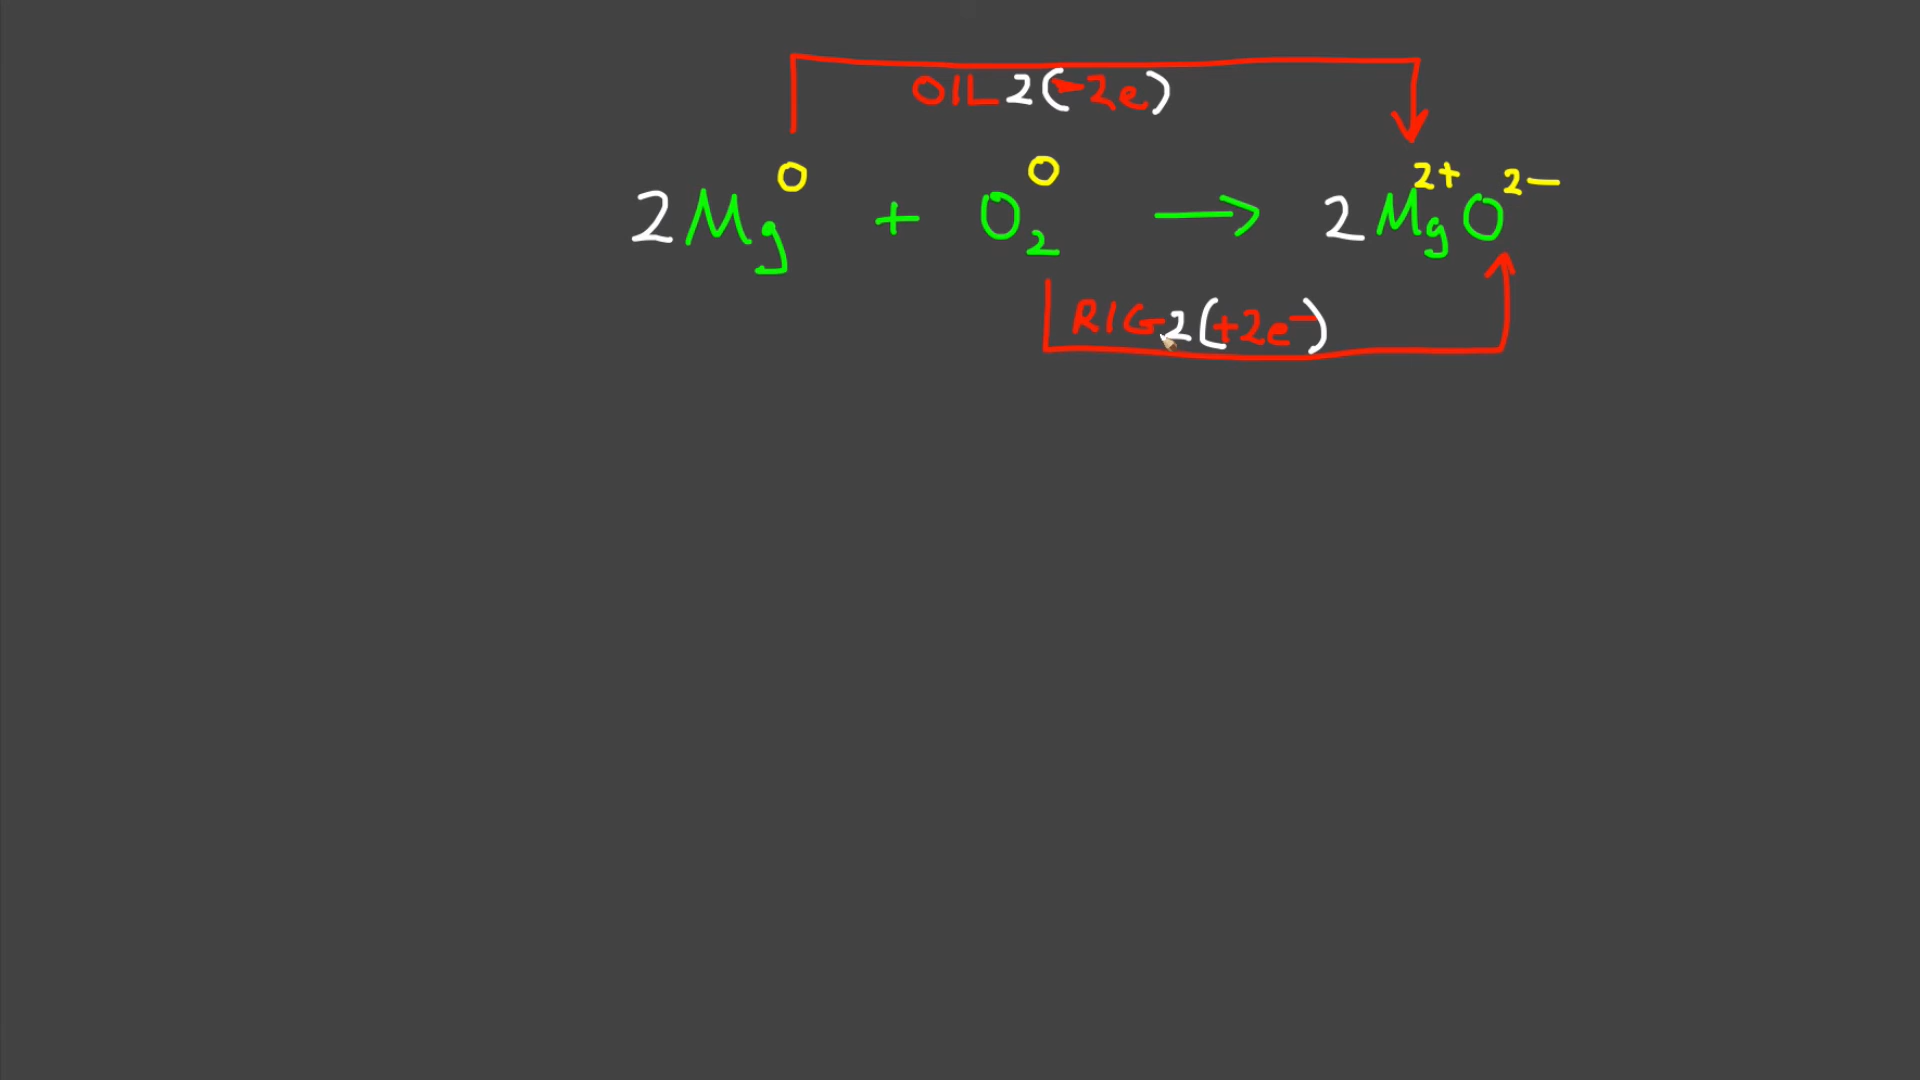 OIL 2(-2e)
2Mg⁰ + O₂⁰ → 2Mg²⁺O²⁻
RIG 2(+2e⁻)